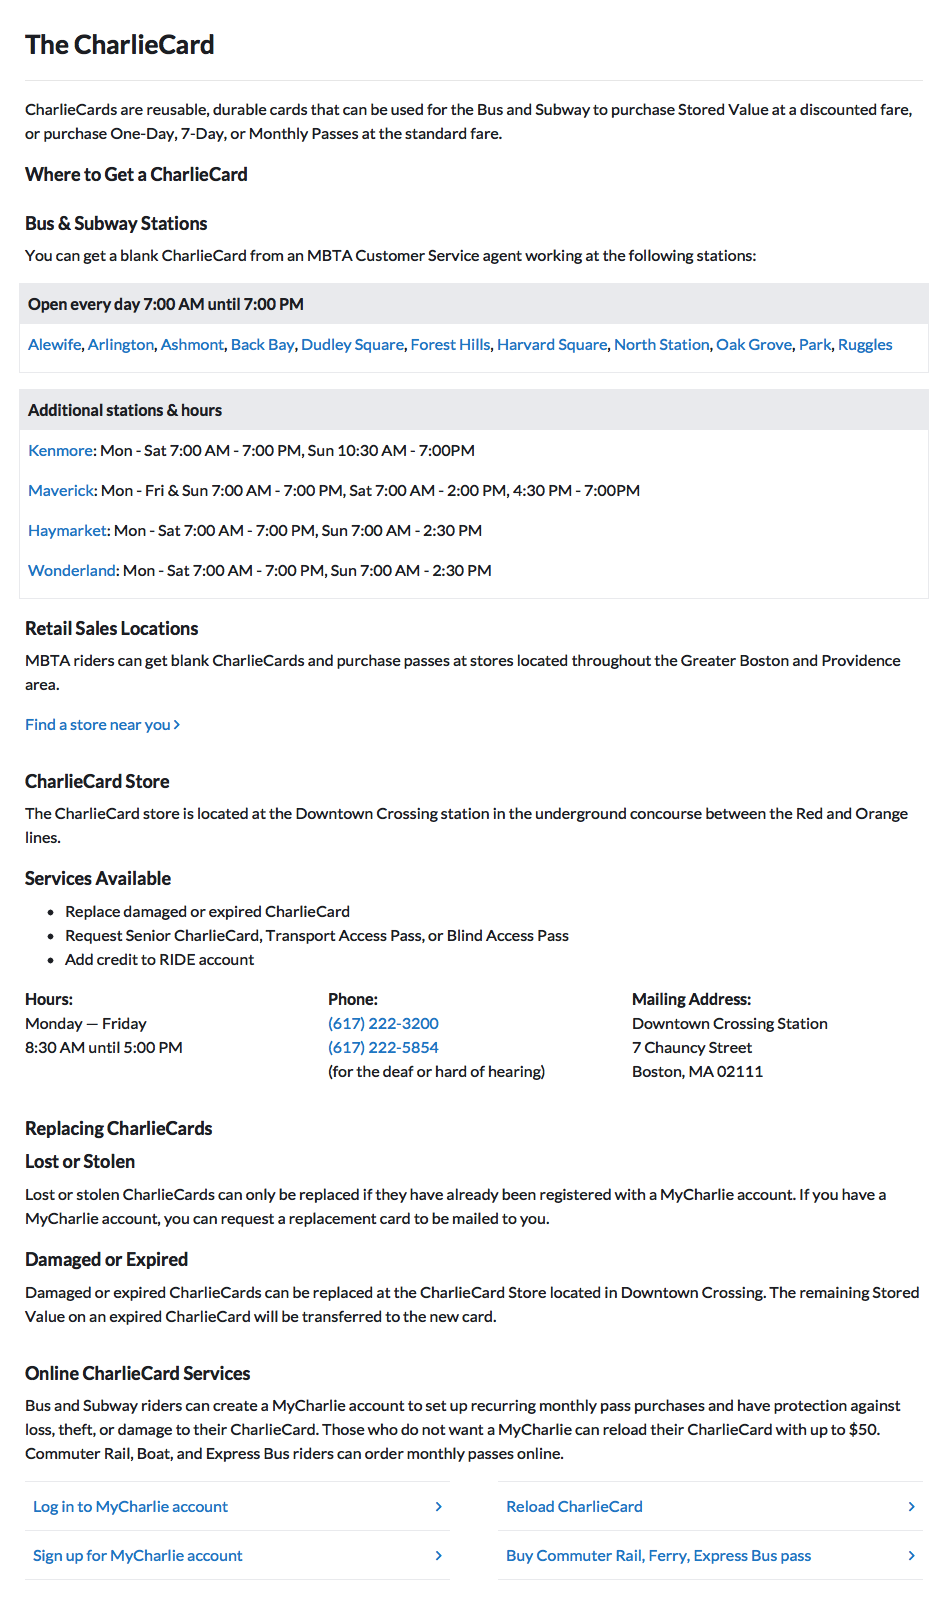 The CharlieCard
CharlieCards are reusable, durable cards that can be used for the Bus and Subway to purchase Stored Value at a discounted fare,
or purchase One-Day, 7-Day, or Monthly Passes at the standard fare.
Where to Get a CharlieCard
Bus & Subway Stations
You can get a blank CharlieCard from an MBTA Customer Service agent working at the following stations:
Open every day 7:00 AM until 7:00 PM
Alewife, Arlington, Ashmont, Back Bay, Dudley Square, Forest Hills, Harvard Square, North Station, Oak Grove, Park, Ruggles
Additional stations & hours
Kenmore: Mon - Sat 7:00 AM - 7:00 PM, Sun 10:30 AM - 7:00PM
Maverick: Mon - Fri & Sun 7:00 AM - 7:00 PM, Sat 7:00 AM - 2:00 PM, 4:30 PM - 7:00PM
Haymarket: Mon - Sat 7:00 AM - 7:00 PM, Sun 7:00 AM - 2:30 PM
Wonderland: Mon - Sat 7:00 AM - 7:00 PM, Sun 7:00 AM - 2:30 PM
Retail Sales Locations
MBTA riders can get blank CharlieCards and purchase passes at stores located throughout the Greater Boston and Providence
area.
Find a store near you >
CharlieCard Store
The CharlieCard store is located at the Downtown Crossing station in the underground concourse between the Red and Orange
lines.
Services Available
• Replace damaged or expired CharlieCard
• Request Senior CharlieCard, Transport Access Pass, or Blind Access Pass
• Add credit to RIDE account
Hours:
Monday — Friday
8:30 AM until 5:00 PM
Phone:
(617) 222-3200
(617) 222-5854
(for the deaf or hard of hearing)
Mailing Address:
Downtown Crossing Station
7 Chauncy Street
Boston, MA 02111
Replacing CharlieCards
Lost or Stolen
Lost or stolen CharlieCards can only be replaced if they have already been registered with a MyCharlie account. If you have a
MyCharlie account, you can request a replacement card to be mailed to you.
Damaged or Expired
Damaged or expired CharlieCards can be replaced at the CharlieCard Store located in Downtown Crossing. The remaining Stored
Value on an expired CharlieCard will be transferred to the new card.
Online CharlieCard Services
Bus and Subway riders can create a MyCharlie account to set up recurring monthly pass purchases and have protection against
loss, theft, or damage to their CharlieCard. Those who do not want a MyCharlie can reload their CharlieCard with up to $50.
Commuter Rail, Boat, and Express Bus riders can order monthly passes online.
Log in to MyCharlie account >
Reload CharlieCard >
Sign up for MyCharlie account >
Buy Commuter Rail, Ferry, Express Bus pass >